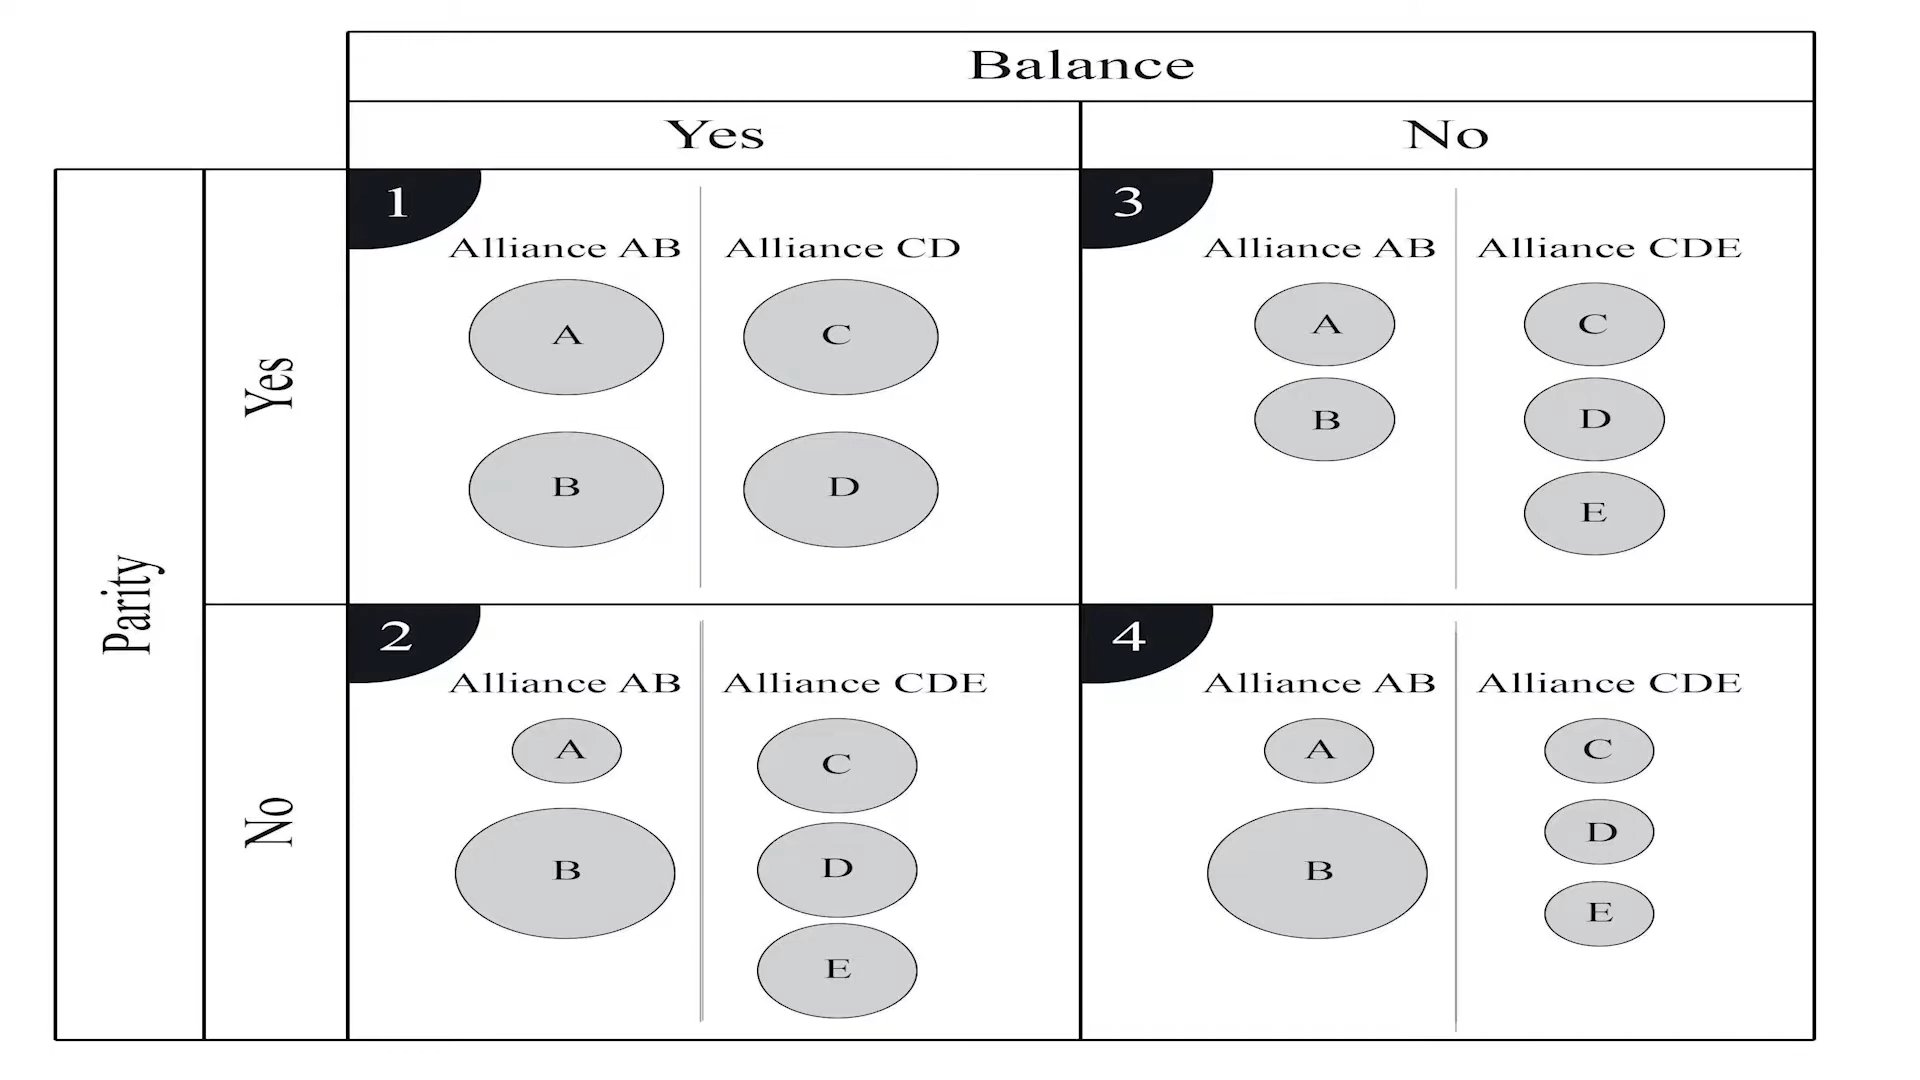 Balance
Yes
No
Parity
Yes
1
Alliance AB
Alliance CD
A
C
B
D
3
Alliance AB
Alliance CDE
A
C
B
D
E
No
2
Alliance AB
Alliance CDE
A
C
B
D
E
4
Alliance AB
Alliance CDE
A
C
D
B
E